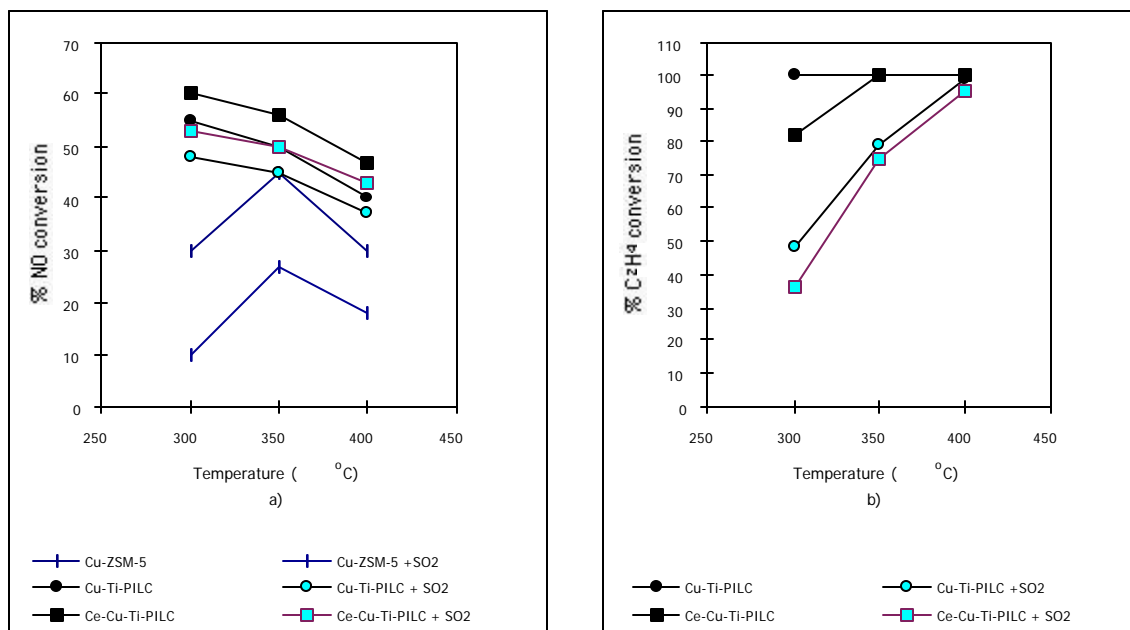 70
60
50
40
30
20
10
0
% NO conversion
250 300 350 400 450
Temperature ( °C)
a)
Cu-ZSM-5 Cu-ZSM-5 +SO2
Cu-Ti-PILC Cu-Ti-PILC + SO2
Ce-Cu-Ti-PILC Ce-Cu-Ti-PILC + SO2
110
100
90
80
70
60
50
40
30
20
10
0
% C²H⁴ conversion
250 300 350 400 450
Temperature ( °C)
b)
Cu-Ti-PILC Cu-Ti-PILC +SO2
Ce-Cu-Ti-PILC Ce-Cu-Ti-PILC + SO2